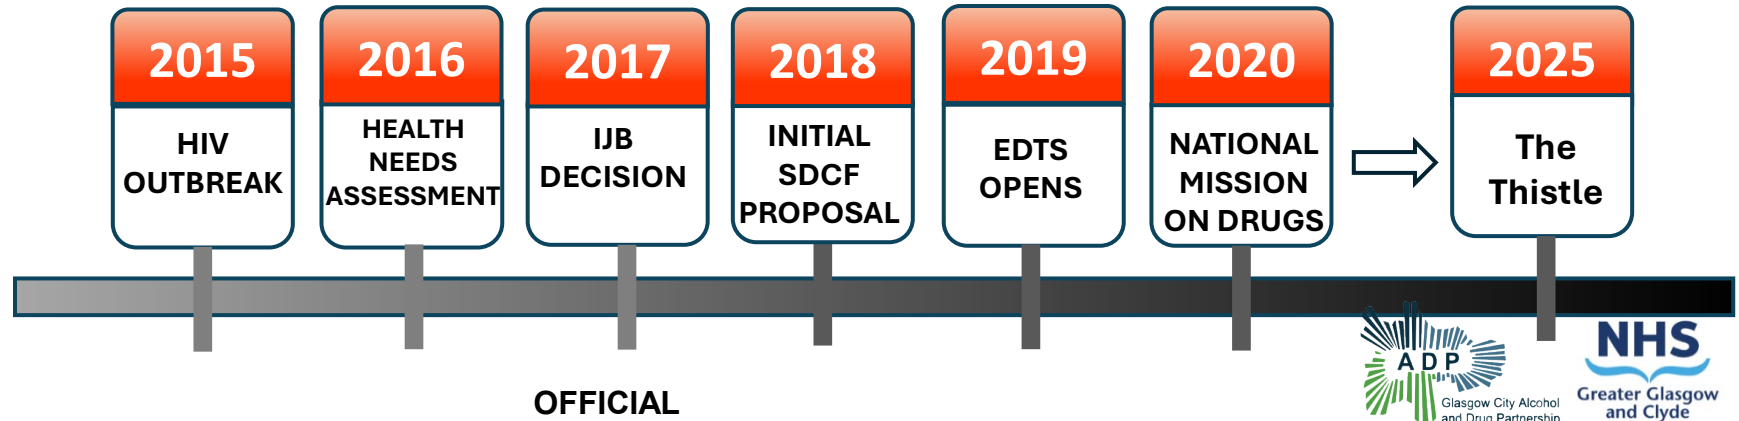 2015
HIV
OUTBREAK
2016
HEALTH
NEEDS
ASSESSMENT
2017
IJB
DECISION
2018
INITIAL
SDCF
PROPOSAL
2019
EDTS
OPENS
2020
NATIONAL
MISSION
ON DRUGS
2025
The
Thistle
OFFICIAL
ADP
Glasgow City Alcohol
and Drug Partnership
NHS
Greater Glasgow
and Clyde